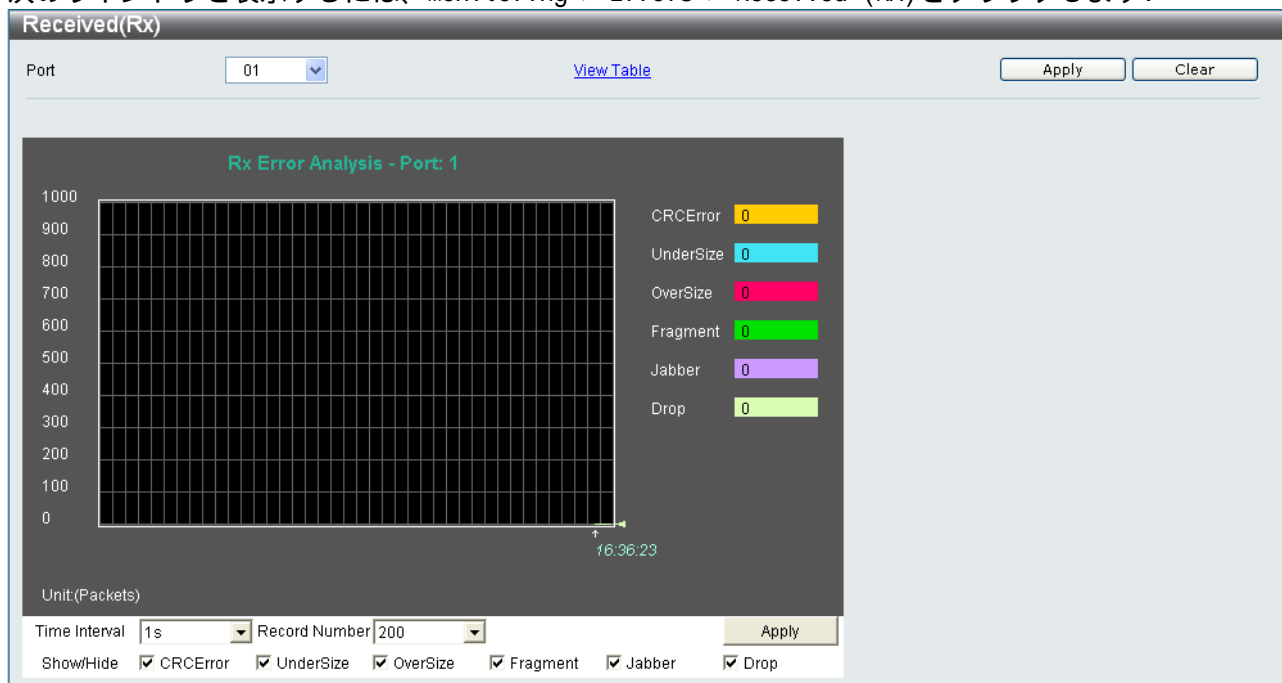 Received(Rx)
Port 01 View Table Apply Clear
Rx Error Analysis - Port: 1
1000
900
800
700
600
500
400
300
200
100
0
CRCError 0
UnderSize 0
OverSize 0
Fragment 0
Jabber 0
Drop 0
16:36:23
Unit:(Packets)
Time Interval 1s Record Number 200 Apply
Show/Hide CRCError UnderSize OverSize Fragment Jabber Drop